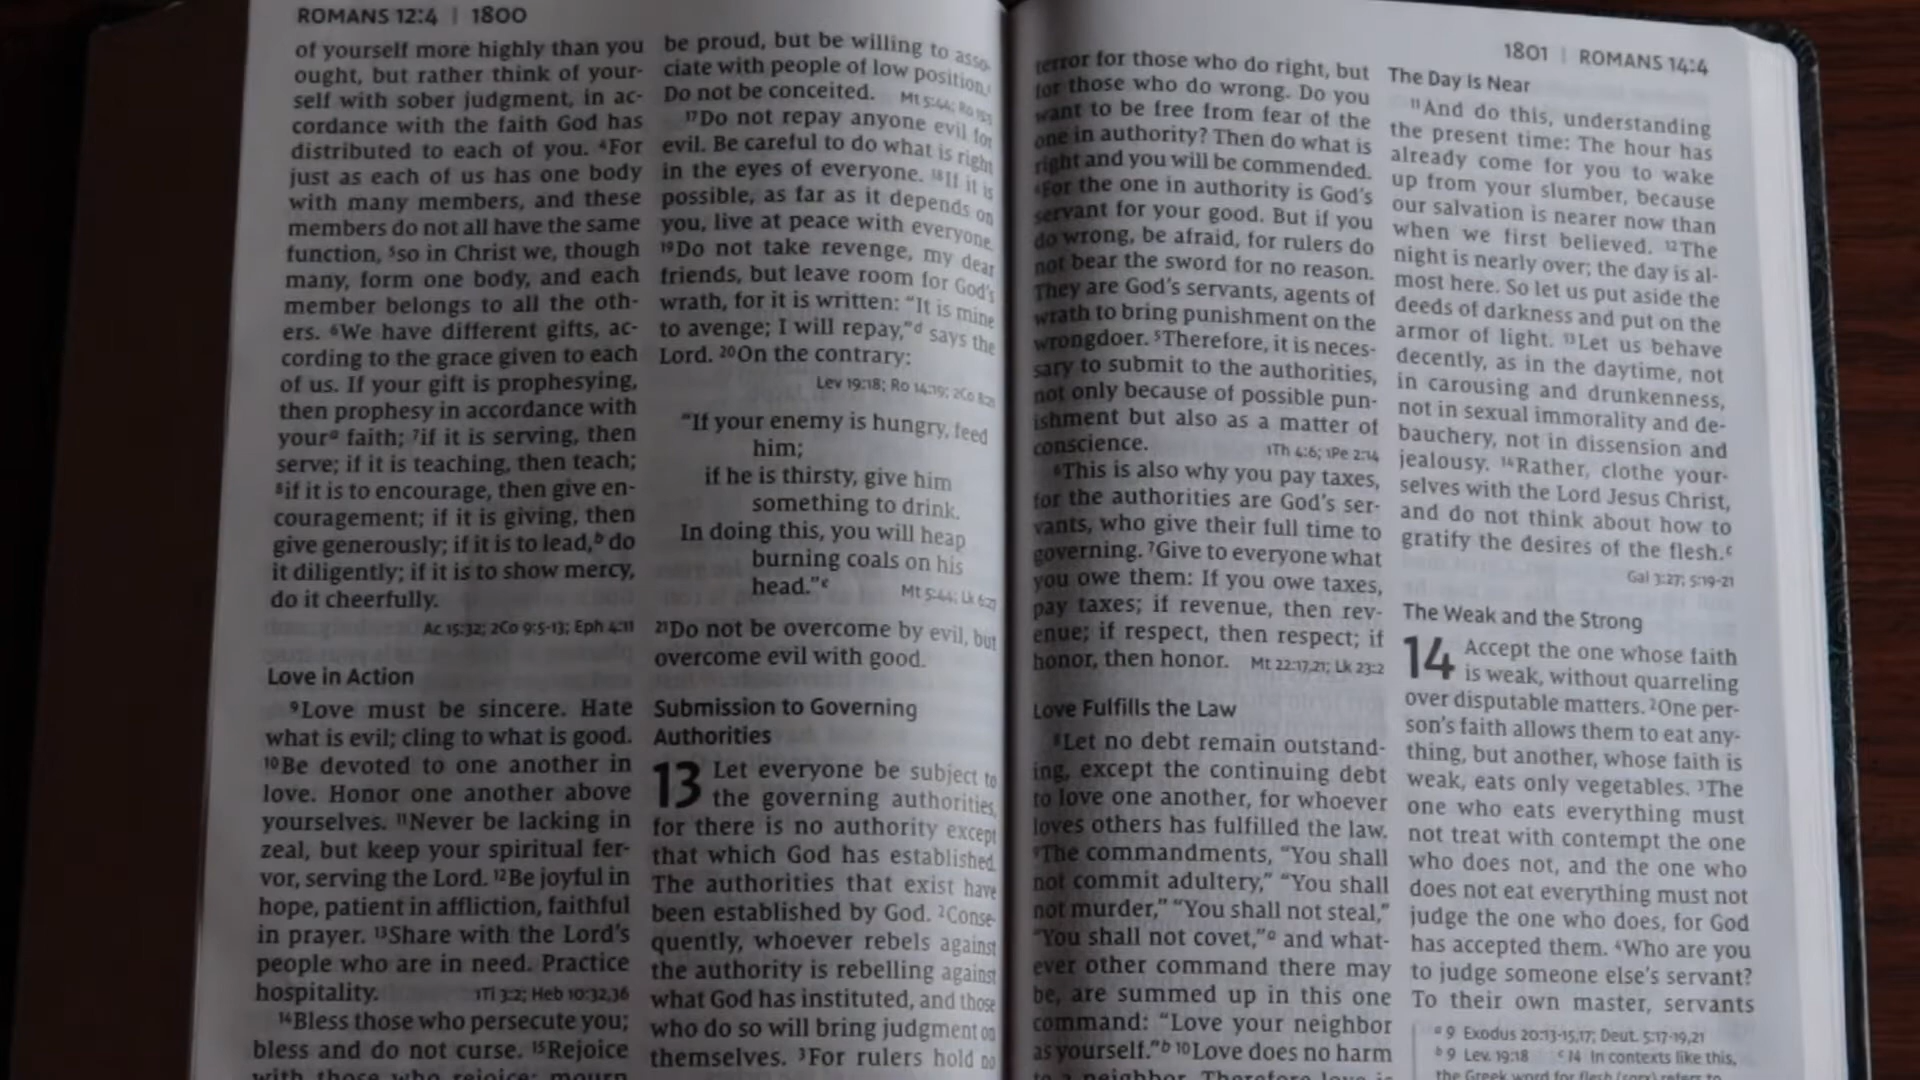 ROMANS 12:4 | 1800
of yourself more highly than you
ought, but rather think of your-
self with sober judgment, in ac-
cordance with the faith God has
distributed to each of you. ⁴For
just as each of us has one body
with many members, and these
members do not all have the same
function, ⁵so in Christ we, though
many, form one body, and each
member belongs to all the oth-
ers. ⁶We have different gifts, ac-
cording to the grace given to each
of us. If your gift is prophesying,
then prophesy in accordance with
yourᵃ faith; ⁷if it is serving, then
serve; if it is teaching, then teach;
⁸if it is to encourage, then give en-
couragement; if it is giving, then
give generously; if it is to lead,ᵇ do
it diligently; if it is to show mercy,
do it cheerfully.
Ac 15:32; 2Co 9:5-13; Eph 4:11
Love in Action
⁹Love must be sincere. Hate
what is evil; cling to what is good.
¹⁰Be devoted to one another in
love. Honor one another above
yourselves. ¹¹Never be lacking in
zeal, but keep your spiritual fer-
vor, serving the Lord. ¹²Be joyful in
hope, patient in affliction, faithful
in prayer. ¹³Share with the Lord's
people who are in need. Practice
hospitality. 1Ti 3:2; Heb 10:32,36
¹⁴Bless those who persecute you;
bless and do not curse. ¹⁵Rejoice
with those who rejoice; mourn
be proud, but be willing to asso-
ciate with people of low position.ᶜ
Do not be conceited. Mt 5:44; Ro
¹⁷Do not repay anyone evil for
evil. Be careful to do what is right
in the eyes of everyone. ¹⁸If it is
possible, as far as it depends on
you, live at peace with everyone.
¹⁹Do not take revenge, my dear
friends, but leave room for God's
wrath, for it is written: "It is mine
to avenge; I will repay,"ᵈ says the
Lord. ²⁰On the contrary:
Lev 19:18; Ro 14:19; 2Co 8:21
"If your enemy is hungry, feed
him;
if he is thirsty, give him
something to drink.
In doing this, you will heap
burning coals on his
head."ᵉ Mt 5:44; Lk 6:27
²¹Do not be overcome by evil, but
overcome evil with good.
Submission to Governing
Authorities
13 Let everyone be subject to
the governing authorities,
for there is no authority except
that which God has established.
The authorities that exist have
been established by God. ²Conse-
quently, whoever rebels against
the authority is rebelling against
what God has instituted, and those
who do so will bring judgment on
themselves. ³For rulers hold no
1801 | ROMANS 14:4
terror for those who do right, but
for those who do wrong. Do you
want to be free from fear of the
one in authority? Then do what is
right and you will be commended.
⁴For the one in authority is God's
servant for your good. But if you
do wrong, be afraid, for rulers do
not bear the sword for no reason.
They are God's servants, agents of
wrath to bring punishment on the
wrongdoer. ⁵Therefore, it is neces-
sary to submit to the authorities,
not only because of possible pun-
ishment but also as a matter of
conscience. 1Th 4:6; 1Pe 2:14
⁶This is also why you pay taxes,
for the authorities are God's ser-
vants, who give their full time to
governing. ⁷Give to everyone what
you owe them: If you owe taxes,
pay taxes; if revenue, then rev-
enue; if respect, then respect; if
honor, then honor. Mt 22:17,21; Lk 23:2
Love Fulfills the Law
⁸Let no debt remain outstand-
ing, except the continuing debt
to love one another, for whoever
loves others has fulfilled the law.
⁹The commandments, "You shall
not commit adultery," "You shall
not murder," "You shall not steal,"
"You shall not covet,"ᵃ and what-
ever other command there may
be, are summed up in this one
command: "Love your neighbor
as yourself."ᵇ ¹⁰Love does no harm
to a neighbor. Therefore love is
The Day Is Near
¹¹And do this, understanding
the present time: The hour has
already come for you to wake
up from your slumber, because
our salvation is nearer now than
when we first believed. ¹²The
night is nearly over; the day is al-
most here. So let us put aside the
deeds of darkness and put on the
armor of light. ¹³Let us behave
decently, as in the daytime, not
in carousing and drunkenness,
not in sexual immorality and de-
bauchery, not in dissension and
jealousy. ¹⁴Rather, clothe your-
selves with the Lord Jesus Christ,
and do not think about how to
gratify the desires of the flesh.ᶜ
Gal 3:27; 5:19-21
The Weak and the Strong
14 Accept the one whose faith
is weak, without quarreling
over disputable matters. ²One per-
son's faith allows them to eat any-
thing, but another, whose faith is
weak, eats only vegetables. ³The
one who eats everything must
not treat with contempt the one
who does not, and the one who
does not eat everything must not
judge the one who does, for God
has accepted them. ⁴Who are you
to judge someone else's servant?
To their own master, servants
ᵃ 9 Exodus 20:13-15,17; Deut. 5:17-19,21
ᵇ 9 Lev. 19:18 ᶜ 14 In contexts like this,
the Greek word for flesh (sarx) refers to